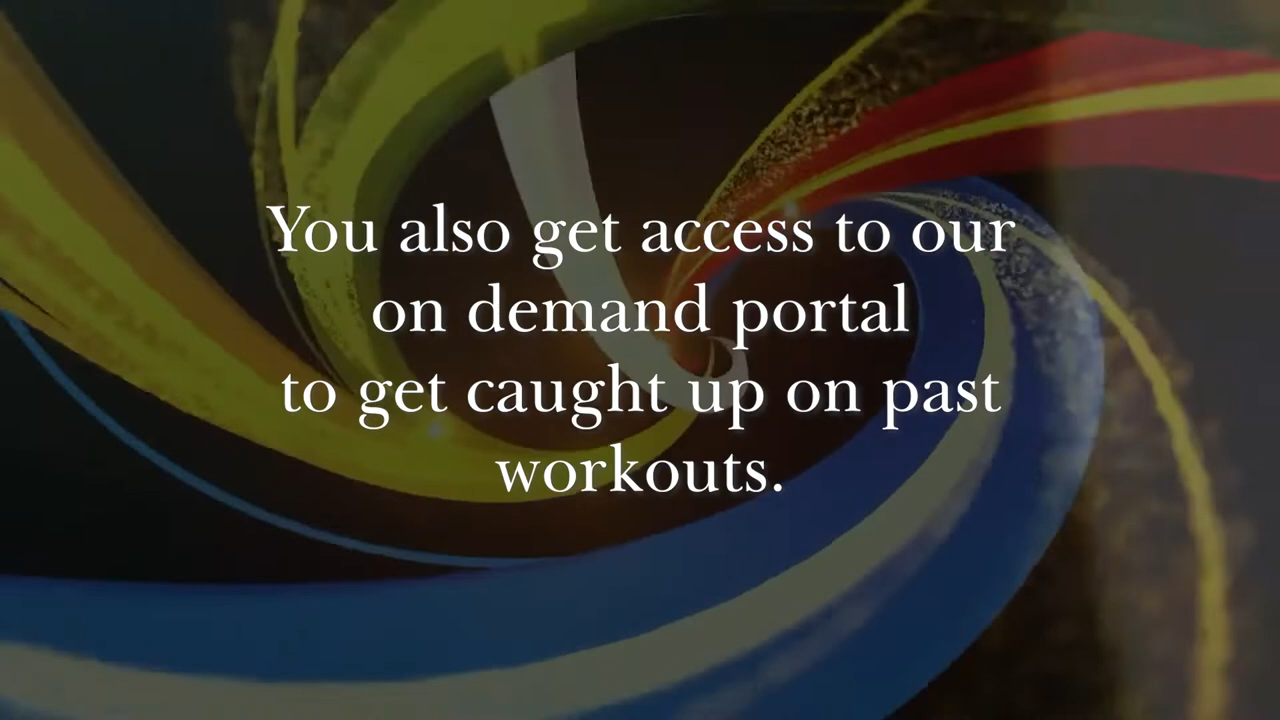 You also get access to our
on demand portal
to get caught up on past
workouts.